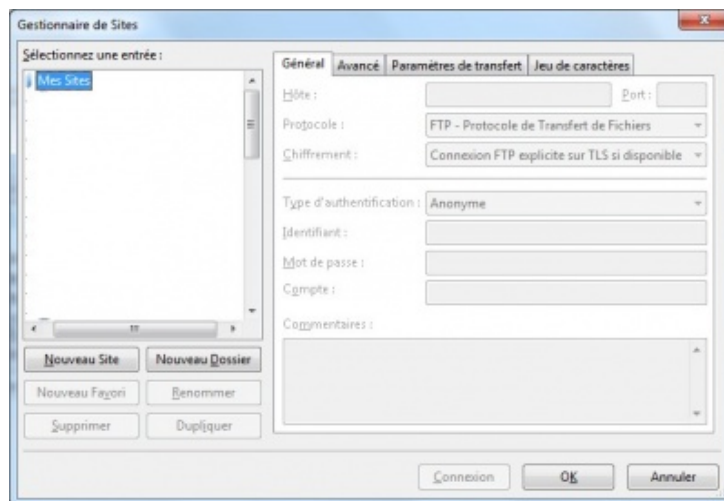 Gestionnaire de Sites
Sélectionnez une entrée :
Mes Sites
Nouveau Site
Nouveau Dossier
Nouveau Favori
Renommer
Supprimer
Dupliquer
Général
Avancé
Paramètres de transfert
Jeu de caractères
Hôte :
Port :
Protocole :
FTP - Protocole de Transfert de Fichiers
Chiffrement :
Connexion FTP explicite sur TLS si disponible
Type d'authentification :
Anonyme
Identifiant :
Mot de passe :
Compte :
Commentaires :
Connexion
OK
Annuler